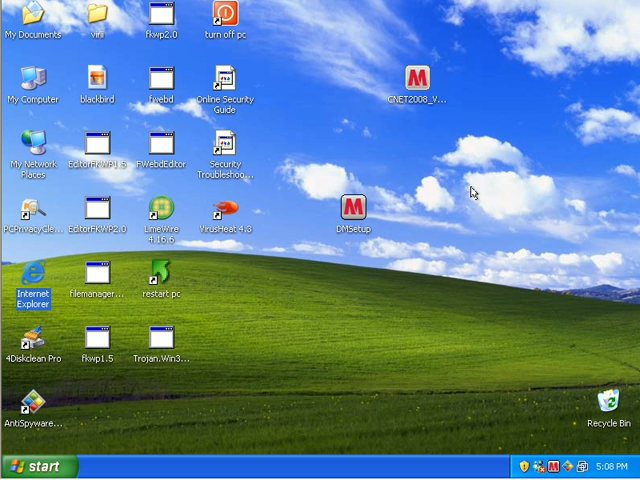 My Documents
virii
fkwp2.0
turn off pc
My Computer
blackbird
fwebd
Online Security
Guide
CNET2008_V...
My Network
Places
EditorFKWP1.5
FWebdEditor
Security
Troubleshoo...
PCPrivacyCle...
EditorFKWP2.0
LimeWire
4.16.6
VirusHeat 4.3
DMSetup
Internet
Explorer
filemanager...
restart pc
4Diskclean Pro
fkwp1.5
Trojan.Win3...
AntiSpyware...
Recycle Bin
start
5:08 PM